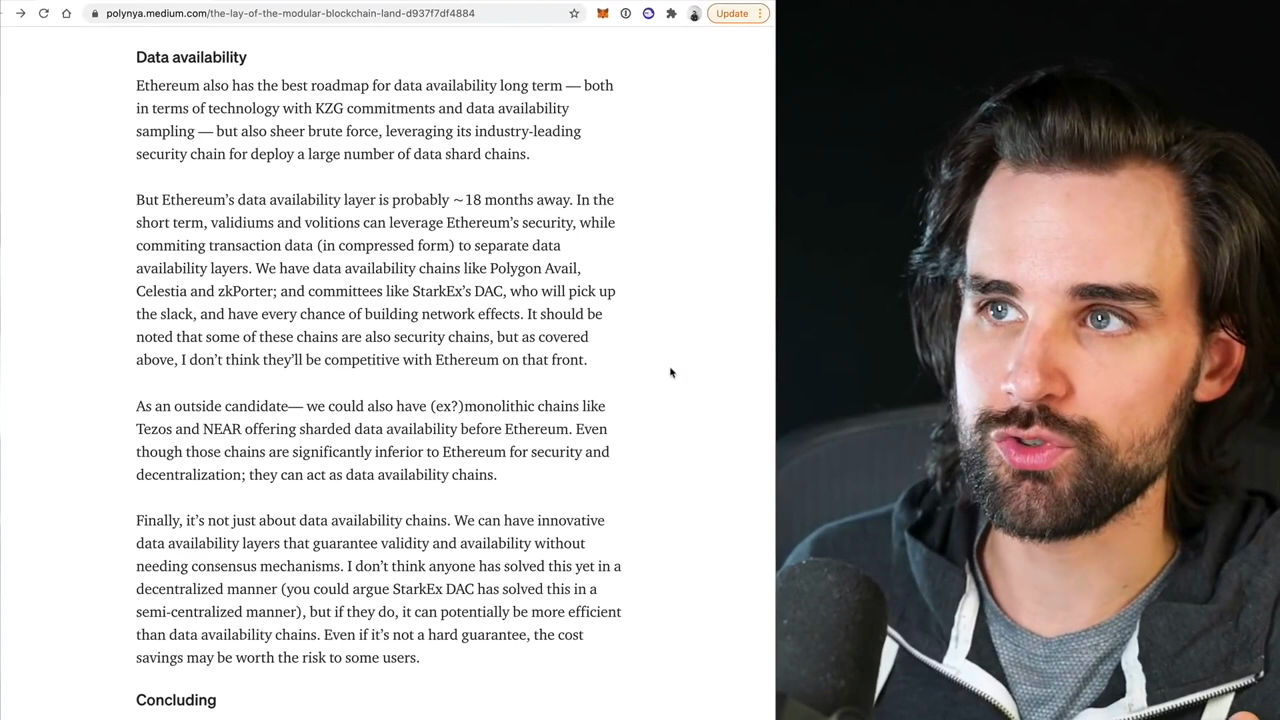 polynya.medium.com/the-lay-of-the-modular-blockchain-land-d937f7df4884
Update
Data availability
Ethereum also has the best roadmap for data availability long term — both
in terms of technology with KZG commitments and data availability
sampling — but also sheer brute force, leveraging its industry-leading
security chain for deploy a large number of data shard chains.
But Ethereum’s data availability layer is probably ~18 months away. In the
short term, validiums and volitions can leverage Ethereum’s security, while
commiting transaction data (in compressed form) to separate data
availability layers. We have data availability chains like Polygon Avail,
Celestia and zkPorter; and committees like StarkEx’s DAC, who will pick up
the slack, and have every chance of building network effects. It should be
noted that some of these chains are also security chains, but as covered
above, I don’t think they’ll be competitive with Ethereum on that front.
As an outside candidate— we could also have (ex?)monolithic chains like
Tezos and NEAR offering sharded data availability before Ethereum. Even
though those chains are significantly inferior to Ethereum for security and
decentralization; they can act as data availability chains.
Finally, it’s not just about data availability chains. We can have innovative
data availability layers that guarantee validity and availability without
needing consensus mechanisms. I don’t think anyone has solved this yet in a
decentralized manner (you could argue StarkEx DAC has solved this in a
semi-centralized manner), but if they do, it can potentially be more efficient
than data availability chains. Even if it’s not a hard guarantee, the cost
savings may be worth the risk to some users.
Concluding